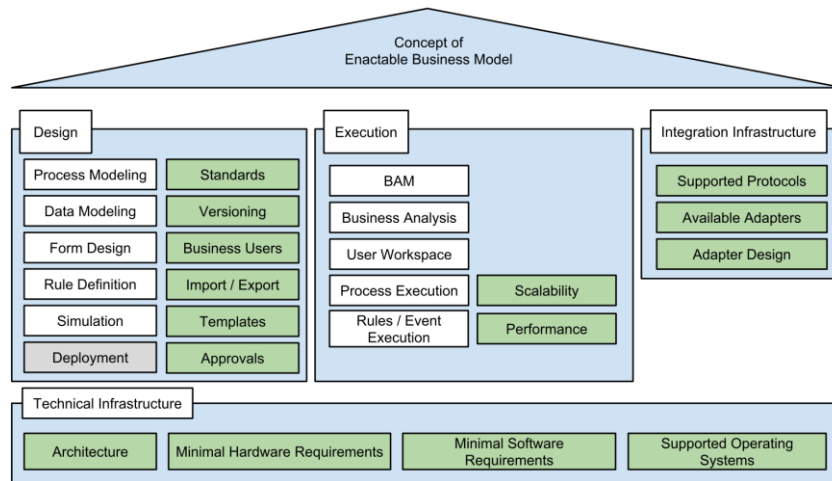 Concept of
Enactable Business Model
Design
Process Modeling
Standards
Data Modeling
Versioning
Form Design
Business Users
Rule Definition
Import / Export
Simulation
Templates
Deployment
Approvals
Execution
BAM
Business Analysis
User Workspace
Process Execution
Scalability
Rules / Event
Execution
Performance
Integration Infrastructure
Supported Protocols
Available Adapters
Adapter Design
Technical Infrastructure
Architecture
Minimal Hardware Requirements
Minimal Software
Requirements
Supported Operating
Systems